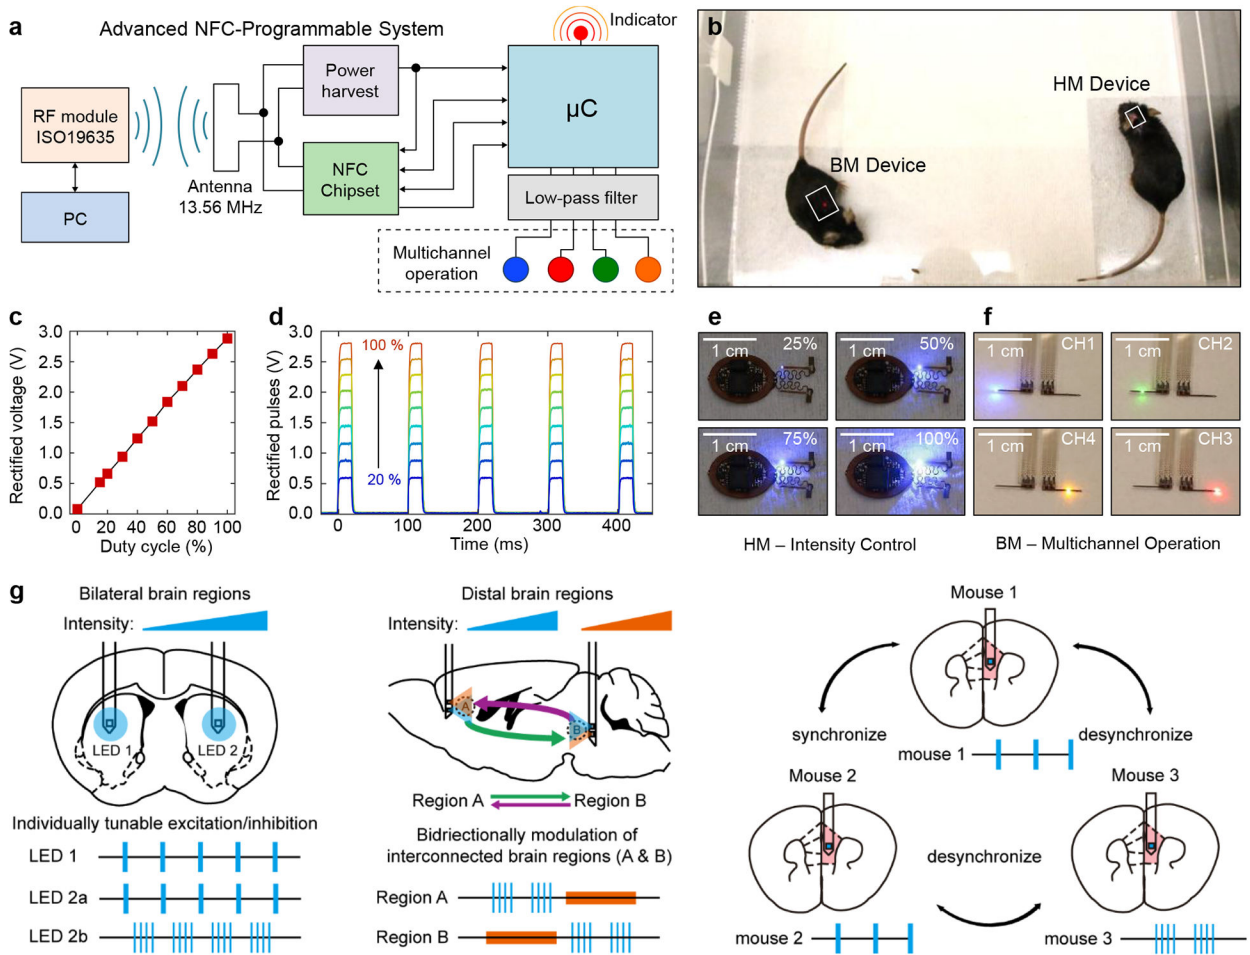 a
Advanced NFC-Programmable System
Indicator
RF module
ISO19635
PC
Antenna
13.56 MHz
Power
harvest
NFC
Chipset
µC
Low-pass filter
Multichannel
operation
b
BM Device
HM Device
c
Rectified voltage (V)
3.0
2.5
2.0
1.5
1.0
0.5
0.0
0 20 40 60 80 100
Duty cycle (%)
d
Rectified pulses (V)
3.0
2.5
2.0
1.5
1.0
0.5
0.0
100 %
20 %
0 100 200 300 400
Time (ms)
e
25%
1 cm
50%
1 cm
75%
1 cm
100%
1 cm
HM – Intensity Control
f
CH1
1 cm
CH2
1 cm
CH4
1 cm
CH3
1 cm
BM – Multichannel Operation
g
Bilateral brain regions
Intensity:
LED 1 LED 2
Individually tunable excitation/inhibition
LED 1
LED 2a
LED 2b
Distal brain regions
Intensity:
A
B
Region A Region B
Bidriectionally modulation of
interconnected brain regions (A & B)
Region A
Region B
Mouse 1
synchronize
desynchronize
mouse 1
Mouse 2
Mouse 3
desynchronize
mouse 2
mouse 3